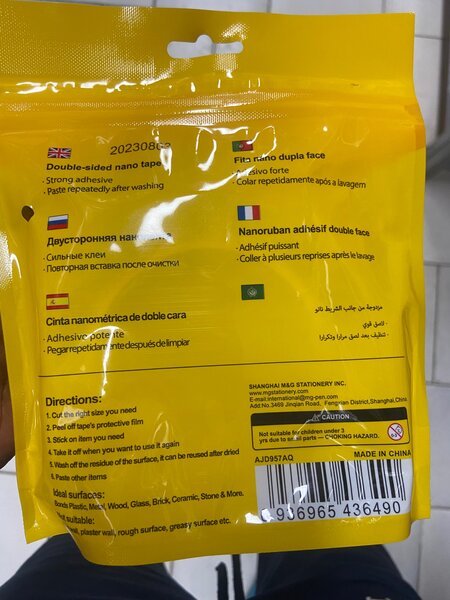 Double-sided nano tape
· Strong adhesive
· Paste repeatedly after washing
Fita nano dupla face
· Adesivo forte
· Colar repetidamente após a lavagem
Двусторонняя
· Сильные клеи
· Повторная вставка после очистки
Nanoruban adhésif double face
· Adhésif puissant
· Coller à plusieurs reprises après le lavage
Cinta nanométrica de doble cara
· Adhesivo potente
· Pegar repetidamente después de limpiar
مزدوجة من جانب الشريط نانو
· لاصق قوي
· تنظيف بعد لصق مرارا وتكرارا
Directions:
1. Cut the right size you need
2. Peel off tape's protective film
3. Stick on item you need
4. Take it off when you want to use it again
5. Wash off the residue of the surface, it can be reused after dried
6. Paste other items
Ideal surfaces:
Bonds Plastic, Metal, Wood, Glass, Brick, Ceramic, Stone & More.
suitable:
wall, plaster wall, rough surface, greasy surface etc.
SHANGHAI M&G STATIONERY INC.
www.mgstationery.com
E-mail:international@mg-pen.com
Add:No.3469 Jinqian Road, Fengxian District,Shanghai,China
CAUTION
Not suitable for children under 3
yrs due to small parts — CHOKING HAZARD.
AJD957AQ
MADE IN CHINA
936965 436490